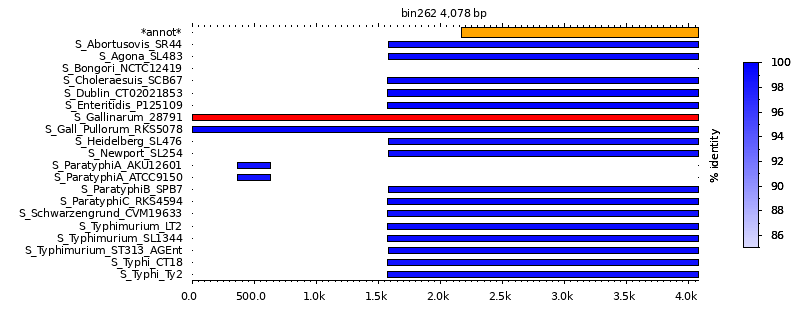 bin262 4,078 bp
*annot*
S_Abortusovis_SR44
S_Agona_SL483
S_Bongori_NCTC12419
S_Choleraesuis_SCB67
S_Dublin_CT02021853
S_Enteritidis_P125109
S_Gallinarum_28791
S_Gall_Pullorum_RKS5078
S_Heidelberg_SL476
S_Newport_SL254
S_ParatyphiA_AKU12601
S_ParatyphiA_ATCC9150
S_ParatyphiB_SPB7
S_ParatyphiC_RKS4594
S_Schwarzengrund_CVM19633
S_Typhimurium_LT2
S_Typhimurium_SL1344
S_Typhimurium_ST313_AGEnt
S_Typhi_CT18
S_Typhi_Ty2
0.0 500.0 1.0k 1.5k 2.0k 2.5k 3.0k 3.5k 4.0k
% identity
100
98
96
94
92
90
88
86